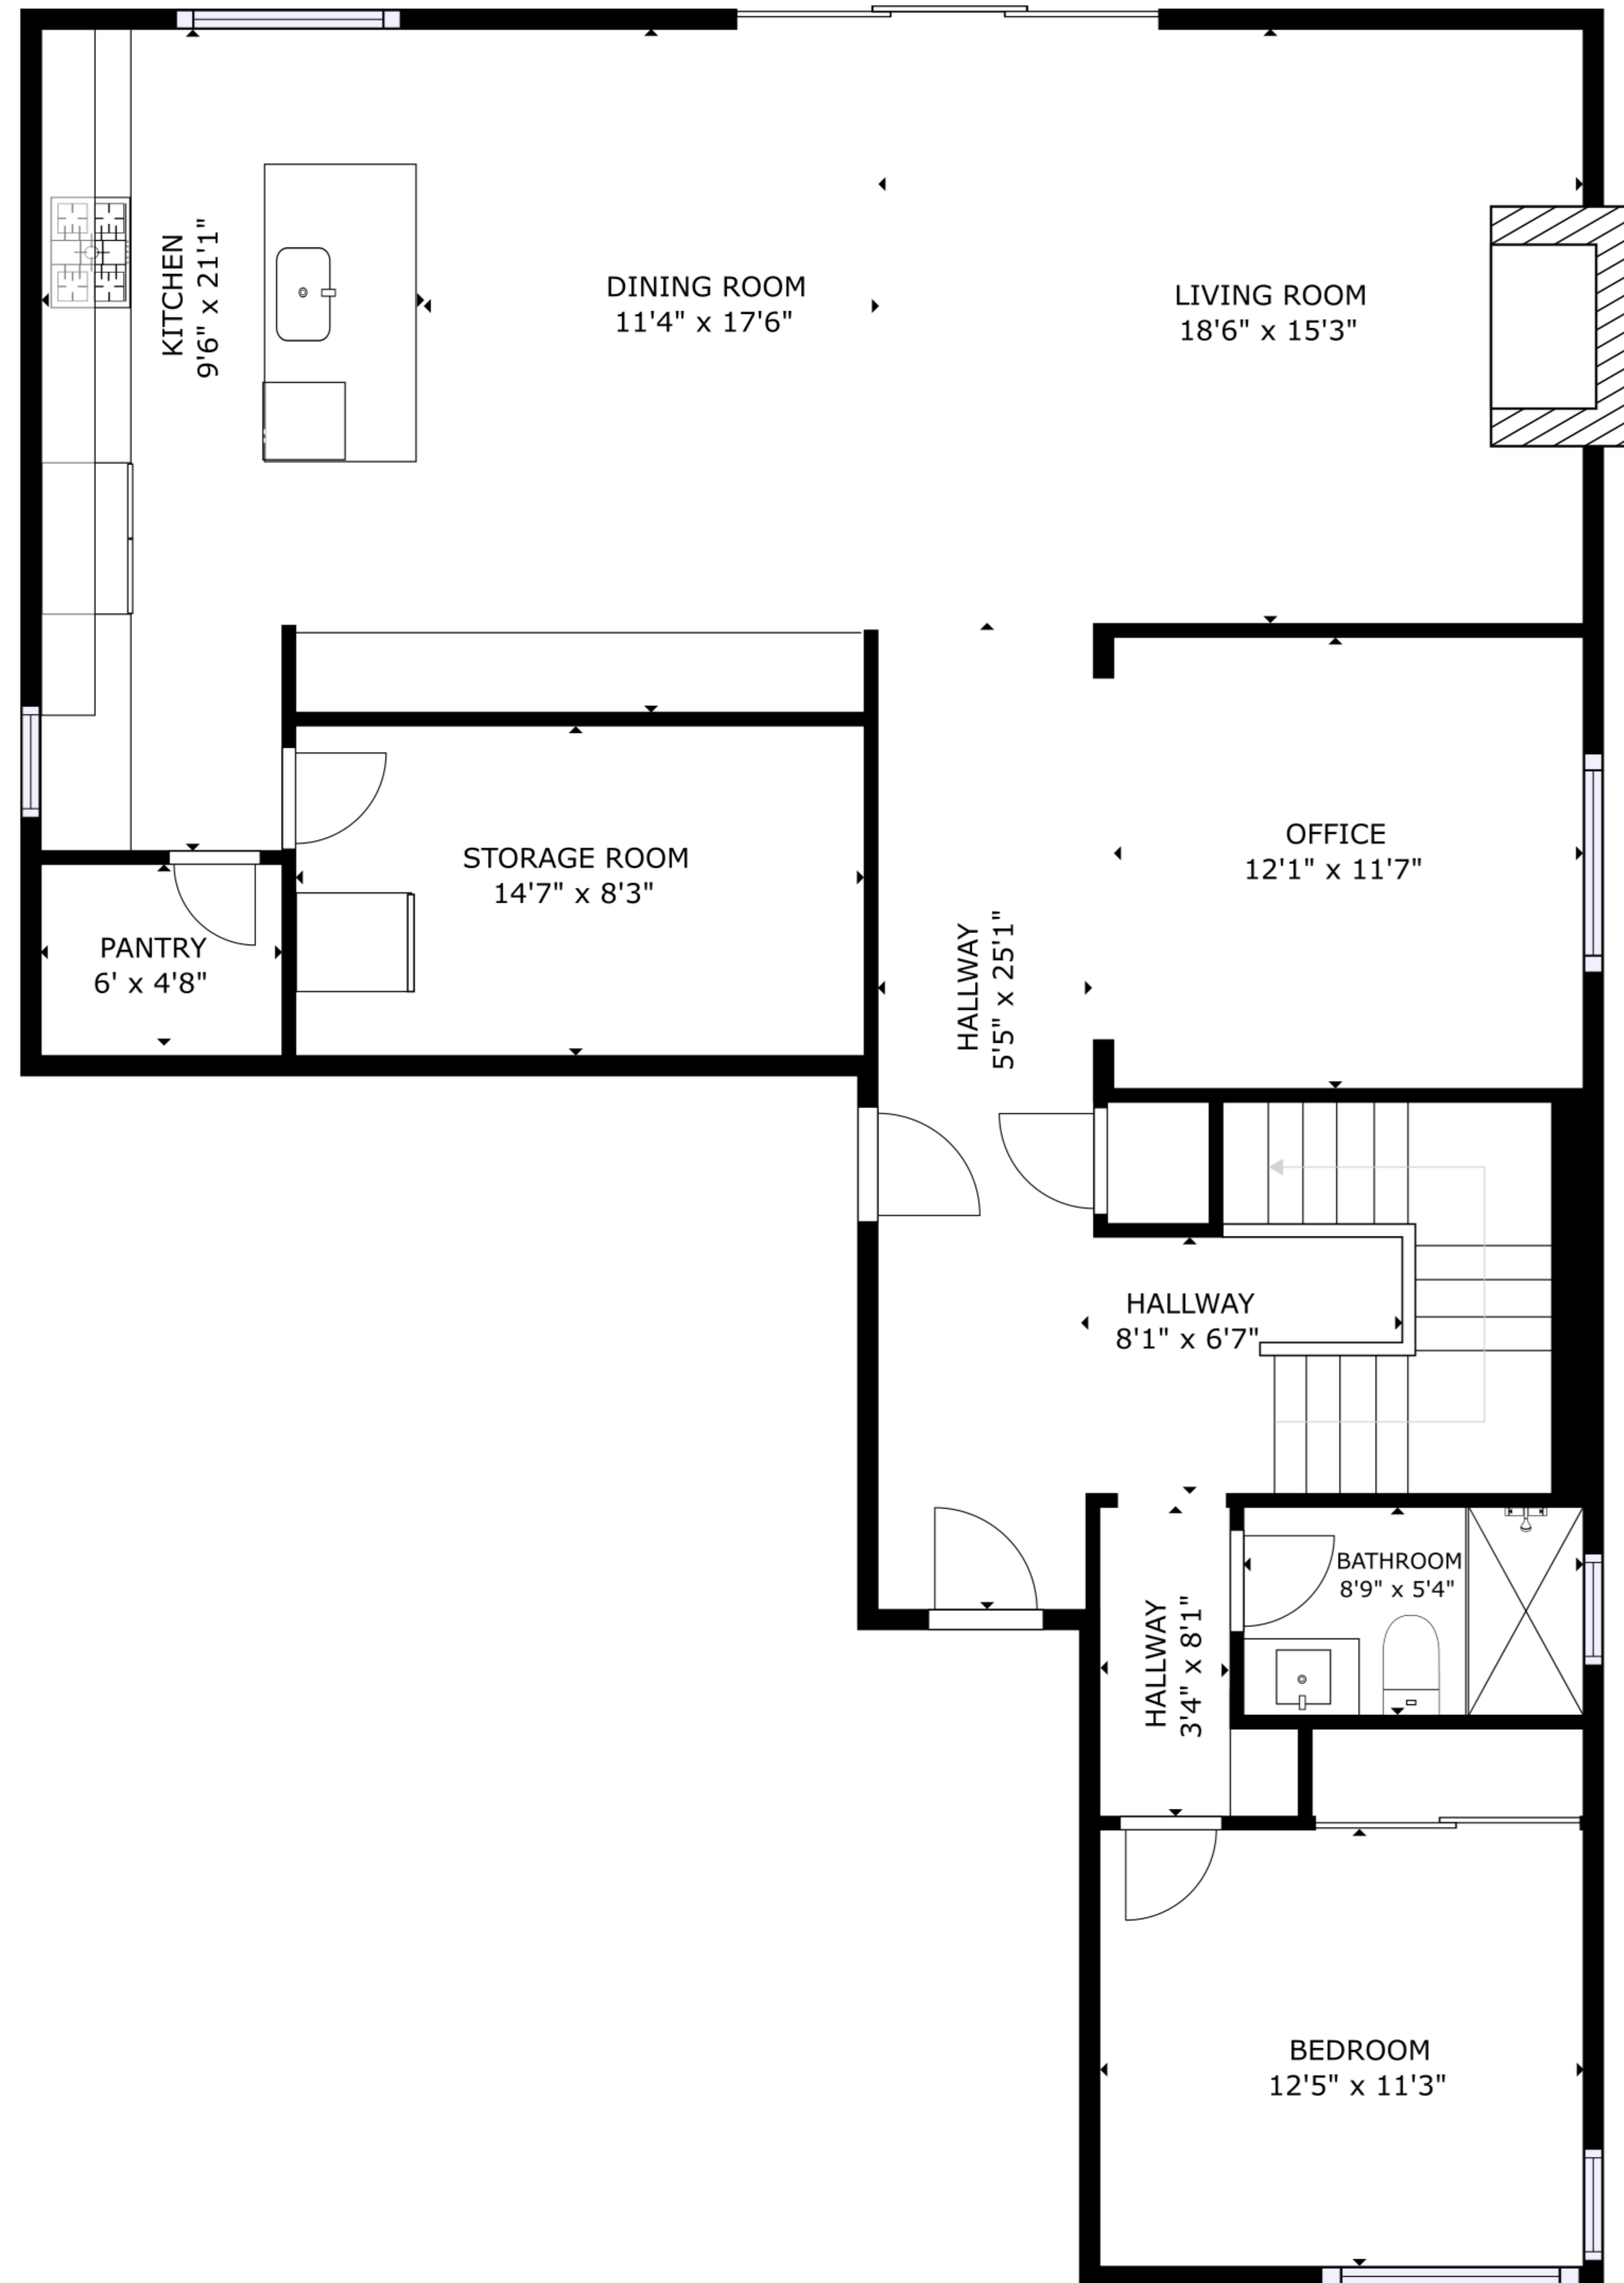 KITCHEN
9'6" x 21'1"
DINING ROOM
11'4" x 17'6"
LIVING ROOM
18'6" x 15'3"
STORAGE ROOM
14'7" x 8'3"
OFFICE
12'1" x 11'7"
PANTRY
6' x 4'8"
HALLWAY
5'5" x 25'1"
HALLWAY
8'1" x 6'7"
BATHROOM
8'9" x 5'4"
HALLWAY
3'4" x 8'1"
BEDROOM
12'5" x 11'3"